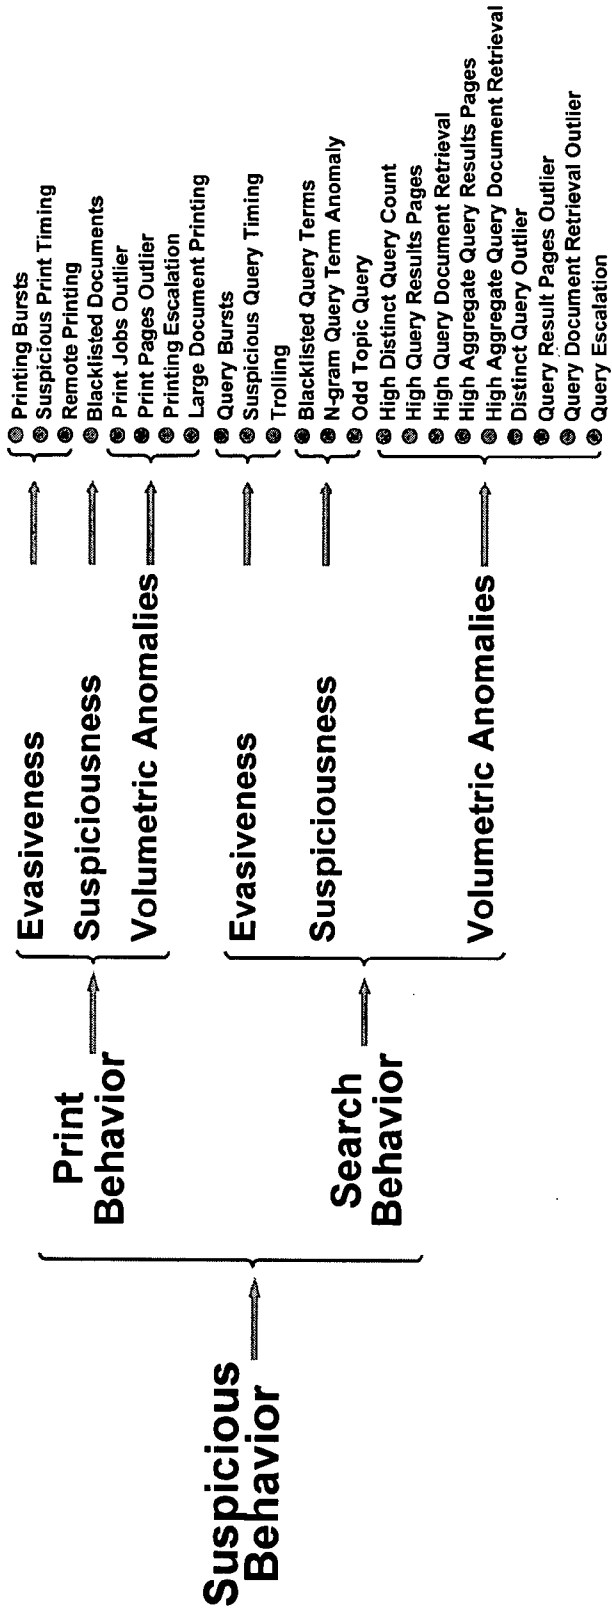 Suspicious
Behavior
Print
Behavior
Evasiveness
Printing Bursts
Suspicious Print Timing
Remote Printing
Suspiciousness
Blacklisted Documents
Volumetric Anomalies
Print Jobs Outlier
Print Pages Outlier
Printing Escalation
Large Document Printing
Search
Behavior
Evasiveness
Query Bursts
Suspicious Query Timing
Trolling
Suspiciousness
Blacklisted Query Terms
N-gram Query Term Anomaly
Odd Topic Query
Volumetric Anomalies
High Distinct Query Count
High Query Results Pages
High Query Document Retrieval
High Aggregate Query Results Pages
High Aggregate Query Document Retrieval
Distinct Query Outlier
Query Result Pages Outlier
Query Document Retrieval Outlier
Query Escalation